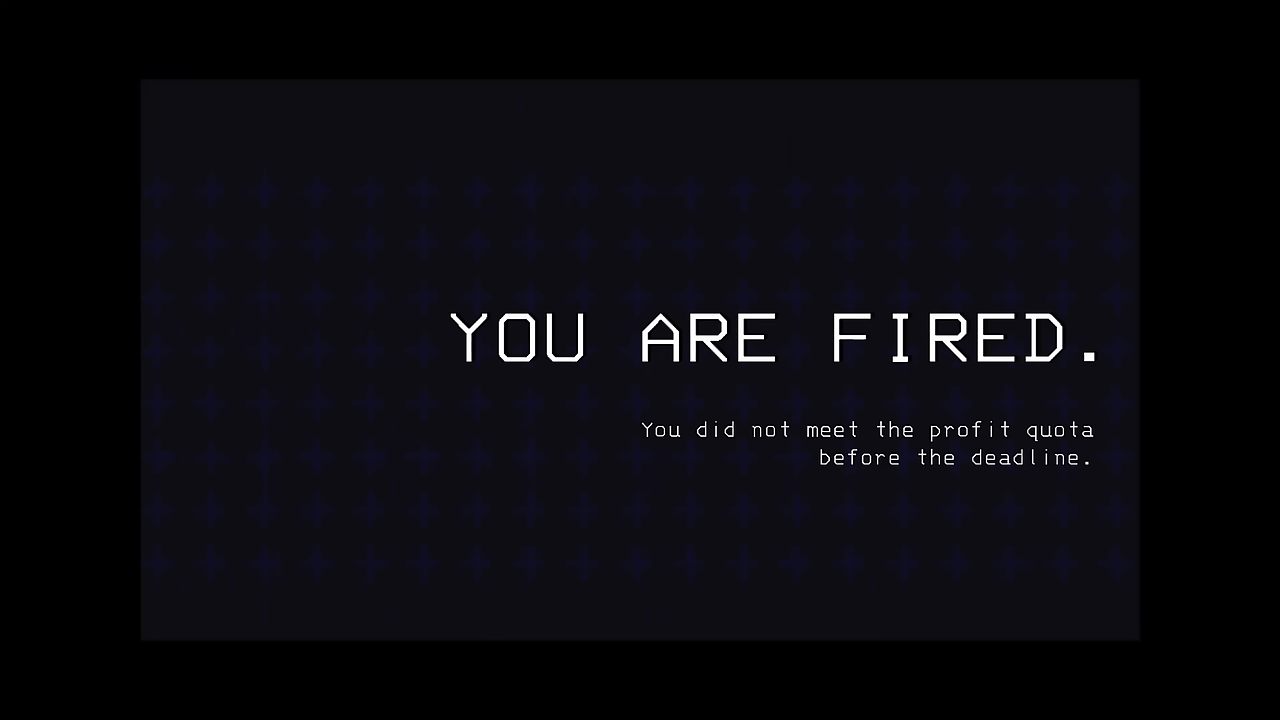 YOU ARE FIRED.
You did not meet the profit quota
before the deadline.